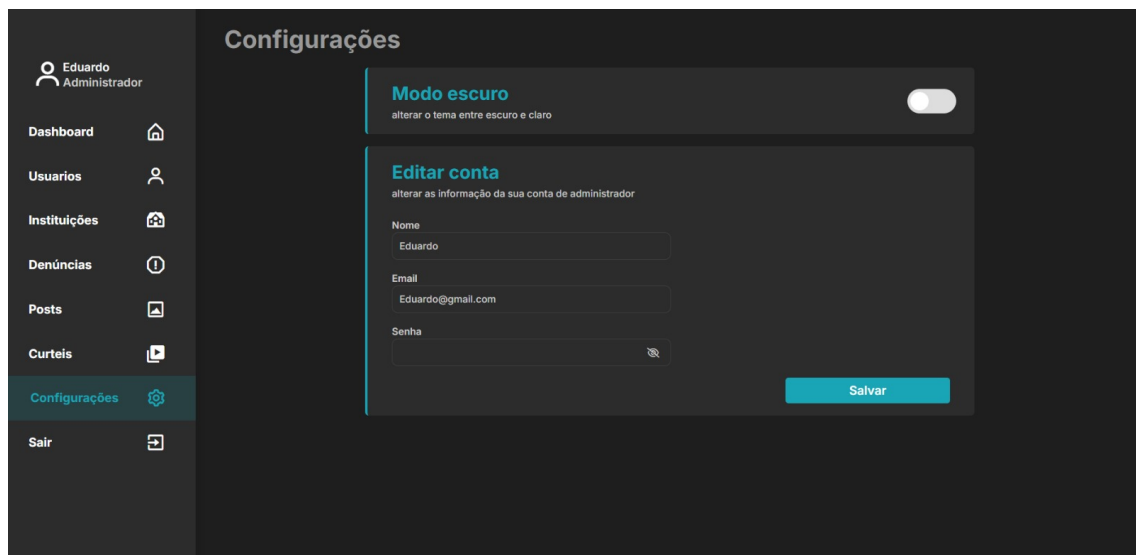 Eduardo
Administrador
Dashboard
Usuarios
Instituições
Denúncias
Posts
Curteis
Configurações
Sair
Configurações
Modo escuro
alterar o tema entre escuro e claro
Editar conta
alterar as informação da sua conta de administrador
Nome
Eduardo
Email
Eduardo@gmail.com
Senha
Salvar